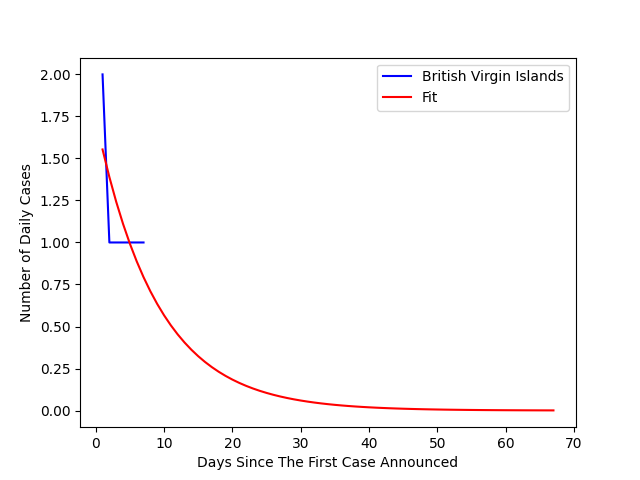 British Virgin Islands
Fit
2.00
1.75
1.50
1.25
1.00
0.75
0.50
0.25
0.00
Number of Daily Cases
0 10 20 30 40 50 60 70
Days Since The First Case Announced